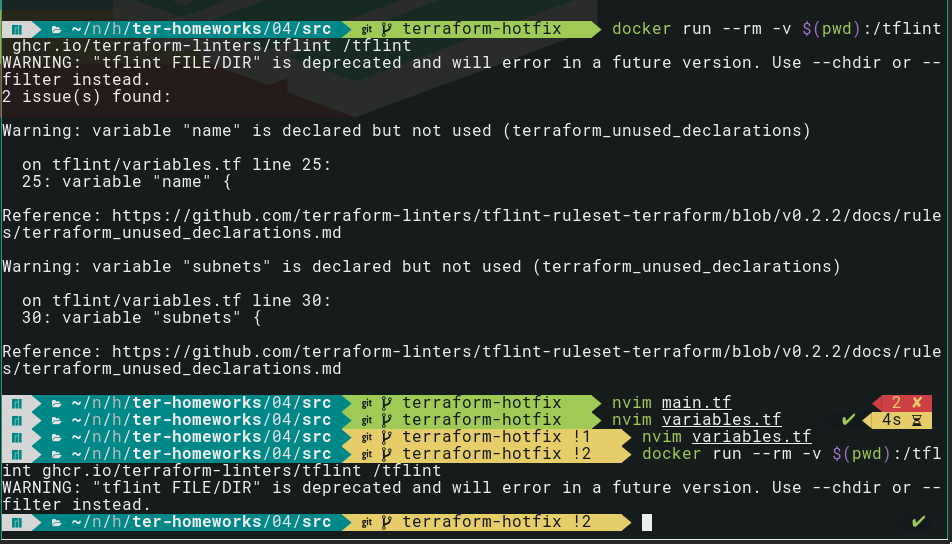 ~/n/h/ter-homeworks/04/src git terraform-hotfix docker run --rm -v $(pwd):/tflint
ghcr.io/terraform-linters/tflint /tflint
WARNING: "tflint FILE/DIR" is deprecated and will error in a future version. Use --chdir or --
filter instead.
2 issue(s) found:
Warning: variable "name" is declared but not used (terraform_unused_declarations)
on tflint/variables.tf line 25:
25: variable "name" {
Reference: https://github.com/terraform-linters/tflint-ruleset-terraform/blob/v0.2.2/docs/rule
s/terraform_unused_declarations.md
Warning: variable "subnets" is declared but not used (terraform_unused_declarations)
on tflint/variables.tf line 30:
30: variable "subnets" {
Reference: https://github.com/terraform-linters/tflint-ruleset-terraform/blob/v0.2.2/docs/rule
s/terraform_unused_declarations.md
~/n/h/ter-homeworks/04/src git terraform-hotfix nvim main.tf 2 ✘
~/n/h/ter-homeworks/04/src git terraform-hotfix nvim variables.tf ✔ 4s ⏳
~/n/h/ter-homeworks/04/src git terraform-hotfix !1 nvim variables.tf
~/n/h/ter-homeworks/04/src git terraform-hotfix !2 docker run --rm -v $(pwd):/tfl
int ghcr.io/terraform-linters/tflint /tflint
WARNING: "tflint FILE/DIR" is deprecated and will error in a future version. Use --chdir or --
filter instead.
~/n/h/ter-homeworks/04/src git terraform-hotfix !2 ✔